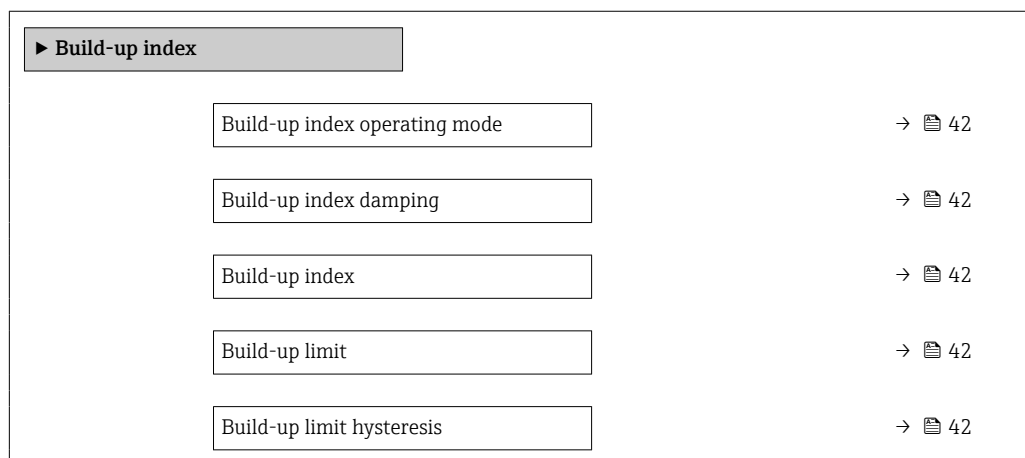 ▶ Build-up index
Build-up index operating mode → 42
Build-up index damping → 42
Build-up index → 42
Build-up limit → 42
Build-up limit hysteresis → 42